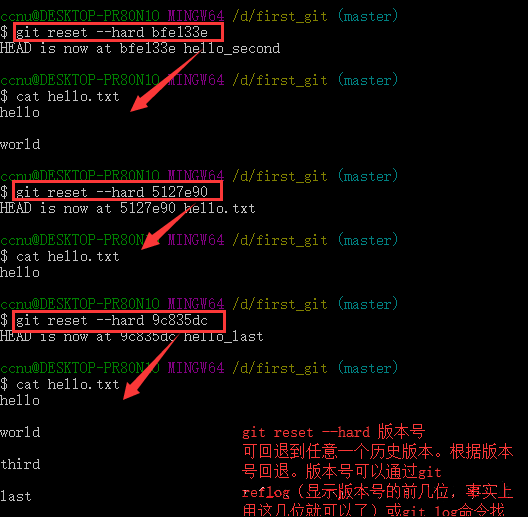 ccnu@DESKTOP-PR80N1O MINGW64 /d/first_git (master)
$ git reset --hard bfe133e
HEAD is now at bfe133e hello_second
ccnu@DESKTOP-PR80N1O MINGW64 /d/first_git (master)
$ cat hello.txt
hello
world
ccnu@DESKTOP-PR80N1O MINGW64 /d/first_git (master)
$ git reset --hard 5127e90
HEAD is now at 5127e90 hello.txt
ccnu@DESKTOP-PR80N1O MINGW64 /d/first_git (master)
$ cat hello.txt
hello
ccnu@DESKTOP-PR80N1O MINGW64 /d/first_git (master)
$ git reset --hard 9c835dc
HEAD is now at 9c835dc hello_last
ccnu@DESKTOP-PR80N1O MINGW64 /d/first_git (master)
$ cat hello.txt
hello
world
third
last
git reset --hard 版本号
可回退到任意一个历史版本。根据版本
号回退。版本号可以通过git
reflog（显示版本号的前几位，事实上
用这几位就可以了）或git log命令找